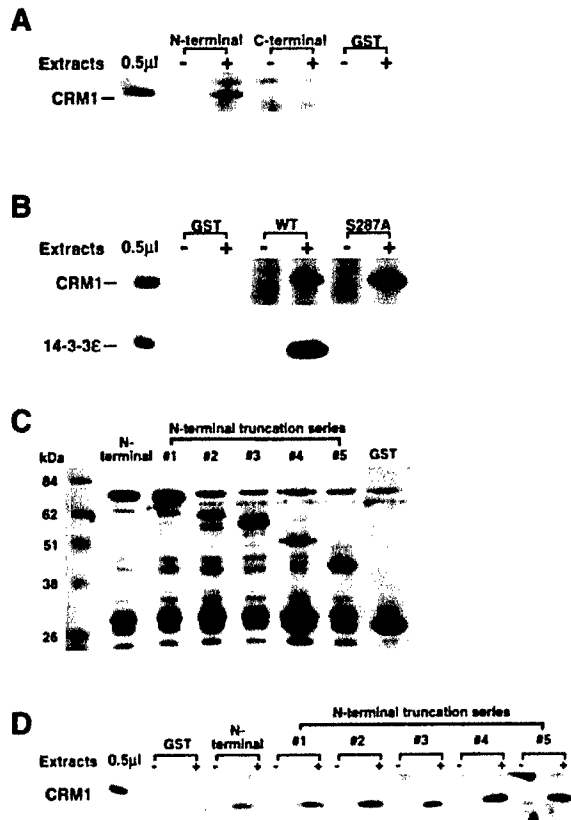 A
N-terminal C-terminal GST
Extracts 0.5µl - + - + - +
CRM1
B
GST WT S287A
Extracts 0.5µl - + - + - +
CRM1
14-3-3ε
C
N-terminal truncation series
N-
terminal #1 #2 #3 #4 #5 GST
kDa
84
62
51
38
26
D
N-terminal truncation series
GST N-
terminal #1 #2 #3 #4 #5
Extracts 0.5µl - + - + - + - + - + - + - +
CRM1